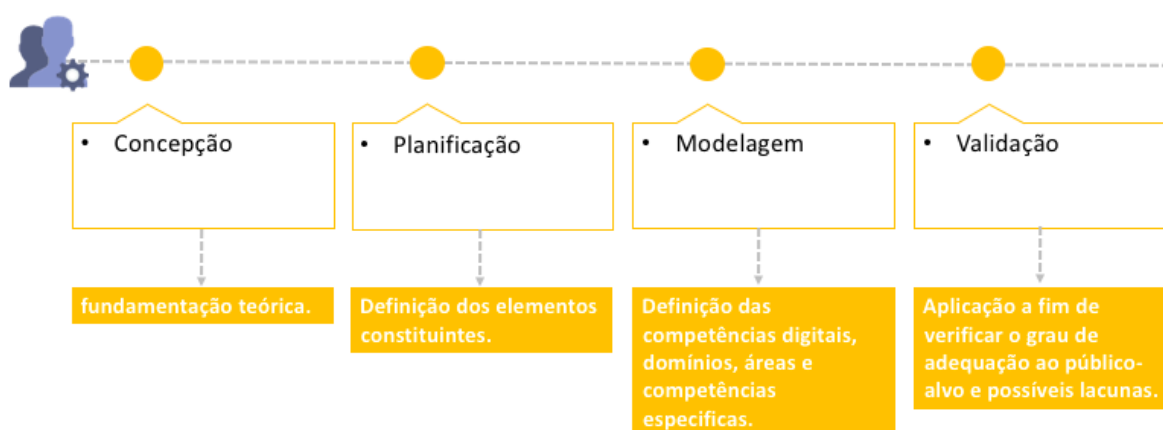 • Concepção
• Planificação
• Modelagem
• Validação
fundamentação teórica.
Definição dos elementos
constituintes.
Definição das
competências digitais,
domínios, áreas e
competências
especificas.
Aplicação a fim de
verificar o grau de
adequação ao público-
alvo e possíveis lacunas.